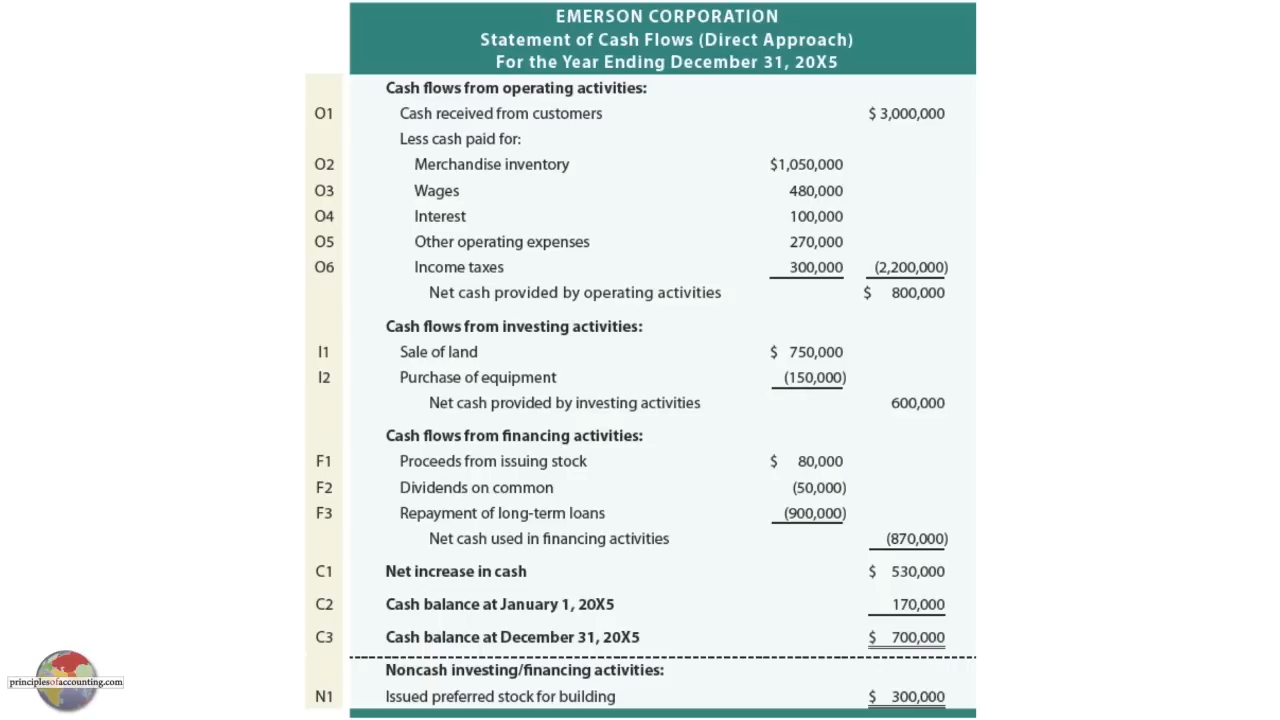 EMERSON CORPORATION
Statement of Cash Flows (Direct Approach)
For the Year Ending December 31, 20X5
Cash flows from operating activities:
O1 Cash received from customers $ 3,000,000
Less cash paid for:
O2 Merchandise inventory $1,050,000
O3 Wages 480,000
O4 Interest 100,000
O5 Other operating expenses 270,000
O6 Income taxes 300,000 (2,200,000)
Net cash provided by operating activities $ 800,000
Cash flows from investing activities:
I1 Sale of land $ 750,000
I2 Purchase of equipment (150,000)
Net cash provided by investing activities 600,000
Cash flows from financing activities:
F1 Proceeds from issuing stock $ 80,000
F2 Dividends on common (50,000)
F3 Repayment of long-term loans (900,000)
Net cash used in financing activities (870,000)
C1 Net increase in cash $ 530,000
C2 Cash balance at January 1, 20X5 170,000
C3 Cash balance at December 31, 20X5 $ 700,000
Noncash investing/financing activities:
N1 Issued preferred stock for building $ 300,000
principlesofaccounting.com